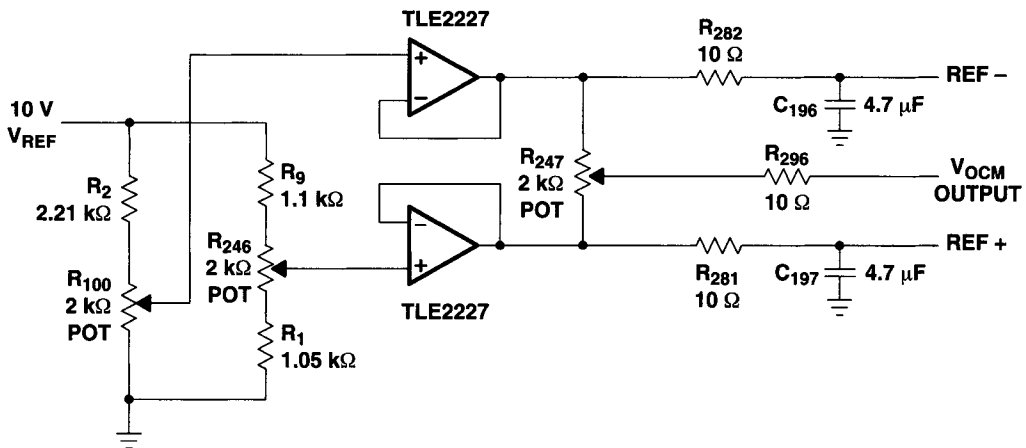 TLE2227
R282
10 Ω
+
REF –
–
C196
4.7 µF
10 V
VREF
R2
2.21 kΩ
R9
1.1 kΩ
R247
2 kΩ
POT
R296
10 Ω
VOCM
OUTPUT
–
R246
2 kΩ
POT
+
REF +
R100
2 kΩ
POT
TLE2227
R281
10 Ω
C197
4.7 µF
R1
1.05 kΩ